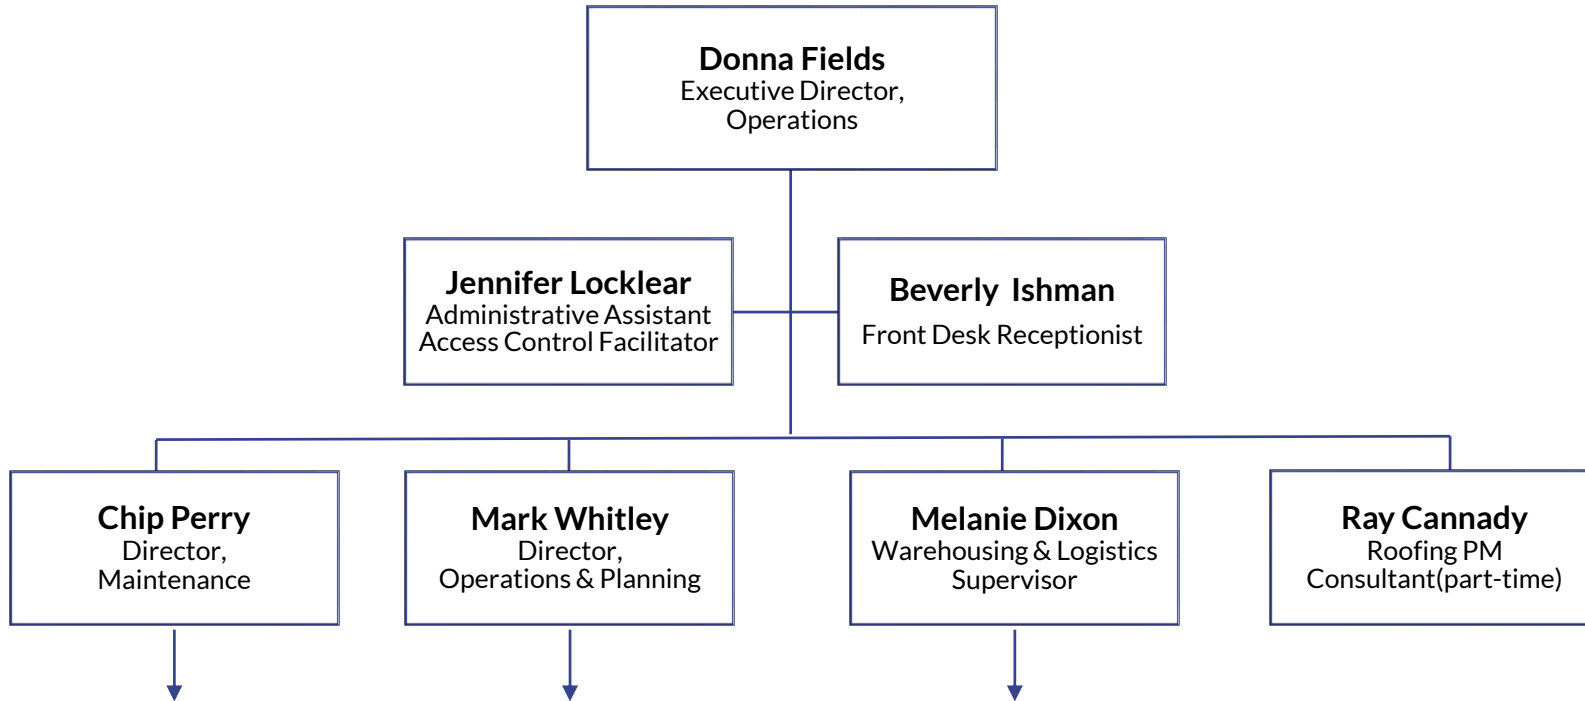 Donna Fields
Executive Director,
Operations
Jennifer Locklear
Administrative Assistant
Access Control Facilitator
Beverly  Ishman
Front Desk Receptionist
Chip Perry
Director,
Maintenance
Mark Whitley
Director,
Operations & Planning
Melanie Dixon
Warehousing & Logistics
Supervisor
Ray Cannady
Roofing PM
Consultant(part-time)